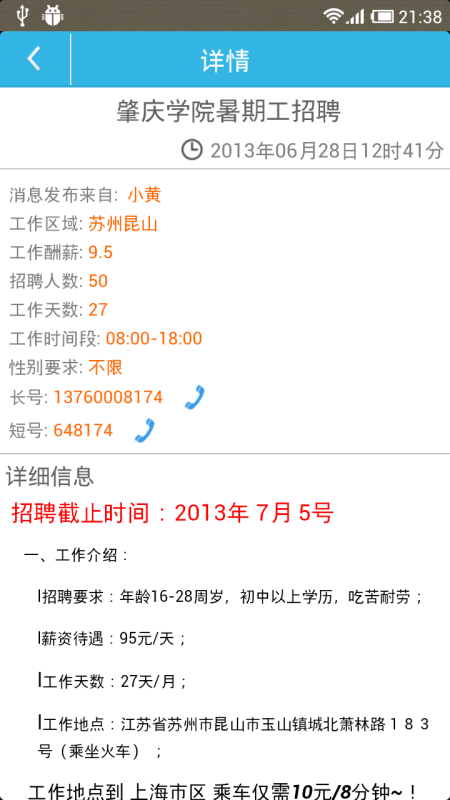 21:38
详情
肇庆学院暑期工招聘
2013年06月28日12时41分
消息发布来自: 小黄
工作区域: 苏州昆山
工作酬薪: 9.5
招聘人数: 50
工作天数: 27
工作时间段: 08:00-18:00
性别要求: 不限
长号: 13760008174
短号: 648174
详细信息
招聘截止时间：2013年 7月 5号
一、工作介绍：
l招聘要求：年龄16-28周岁，初中以上学历，吃苦耐劳；
l薪资待遇：95元/天；
l工作天数：27天/月；
l工作地点：江苏省苏州市昆山市玉山镇城北萧林路１８３
号（乘坐火车） ；
工作地点到 上海市区 乘车仅需10元/8分钟~！